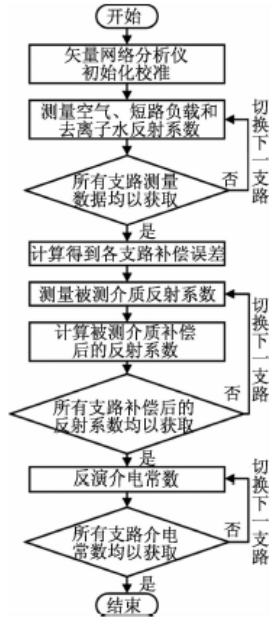 开始
矢量网络分析仪
初始化校准
测量空气、短路负载和
去离子水反射系数
所有支路测量
数据均以获取
否
切换下一支路
是
计算得到各支路补偿误差
测量被测介质反射系数
计算被测介质补偿
后的反射系数
所有支路补偿后的
反射系数均以获取
否
切换下一支路
是
反演介电常数
所有支路介电
常数均以获取
否
切换下一支路
是
结束